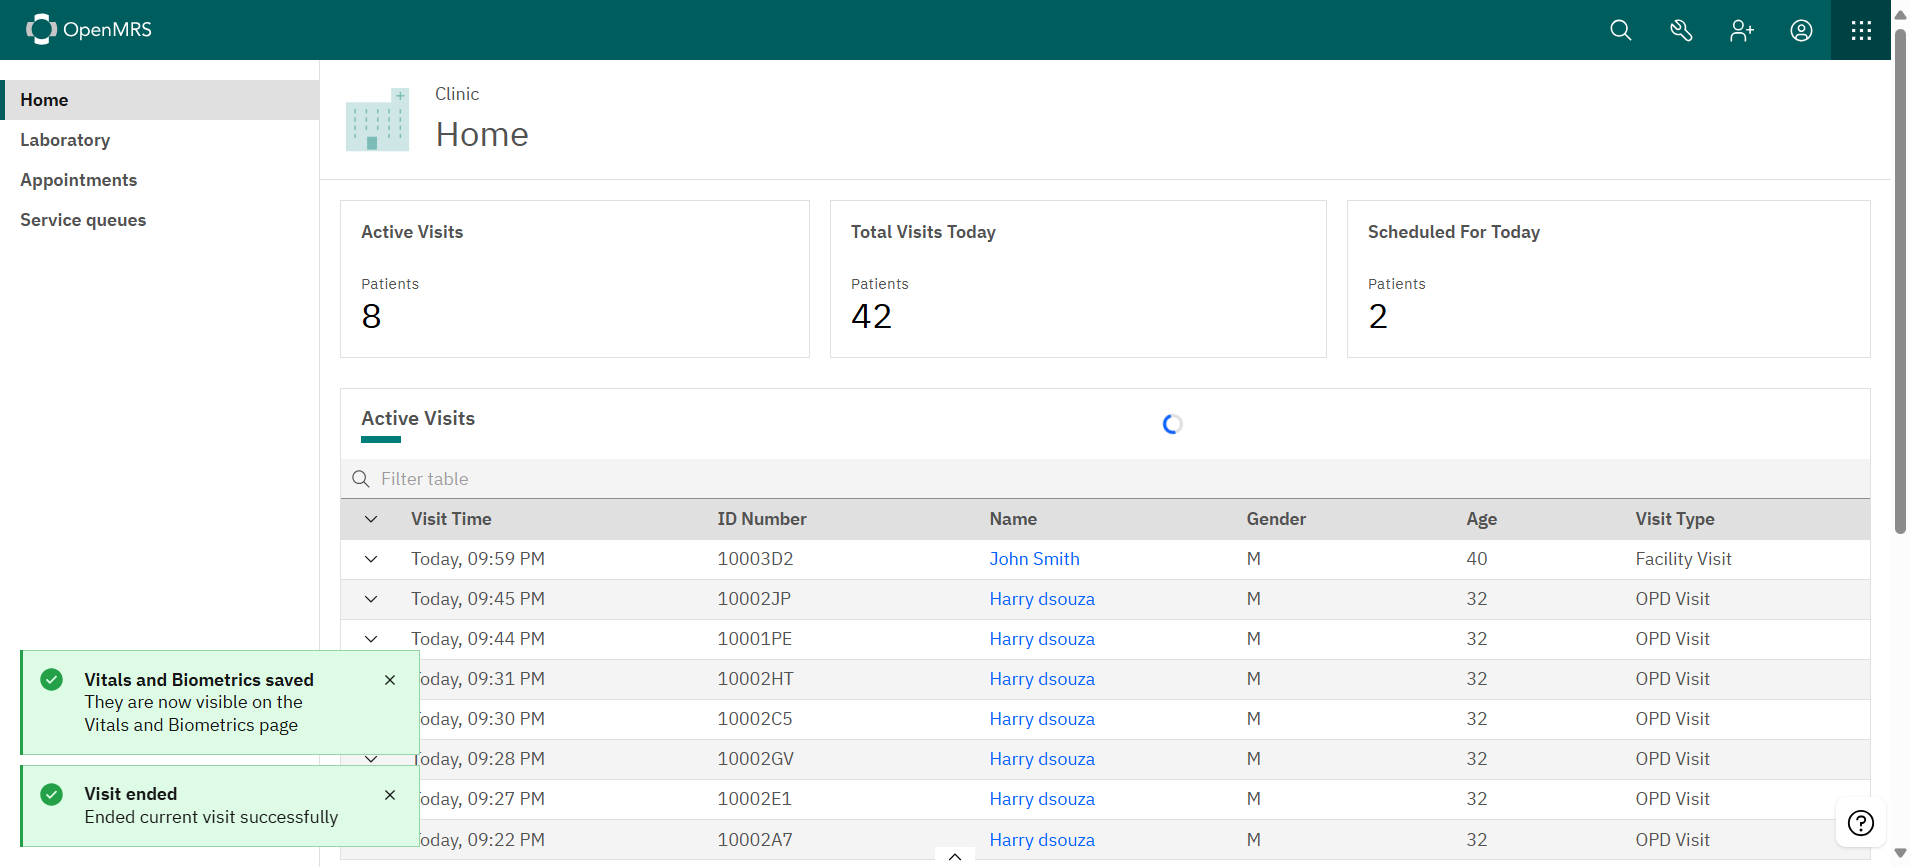 OpenMRS
Home
Laboratory
Appointments
Service queues
Clinic
Home
Active Visits
Patients
8
Total Visits Today
Patients
42
Scheduled For Today
Patients
2
Active Visits
Filter table
Visit Time ID Number Name Gender Age Visit Type
Today, 09:59 PM 10003D2 John Smith M 40 Facility Visit
Today, 09:45 PM 10002JP Harry dsouza M 32 OPD Visit
Today, 09:44 PM 10001PE Harry dsouza M 32 OPD Visit
oday, 09:31 PM 10002HT Harry dsouza M 32 OPD Visit
oday, 09:30 PM 10002C5 Harry dsouza M 32 OPD Visit
oday, 09:28 PM 10002GV Harry dsouza M 32 OPD Visit
oday, 09:27 PM 10002E1 Harry dsouza M 32 OPD Visit
oday, 09:22 PM 10002A7 Harry dsouza M 32 OPD Visit
Vitals and Biometrics saved
They are now visible on the
Vitals and Biometrics page
Visit ended
Ended current visit successfully